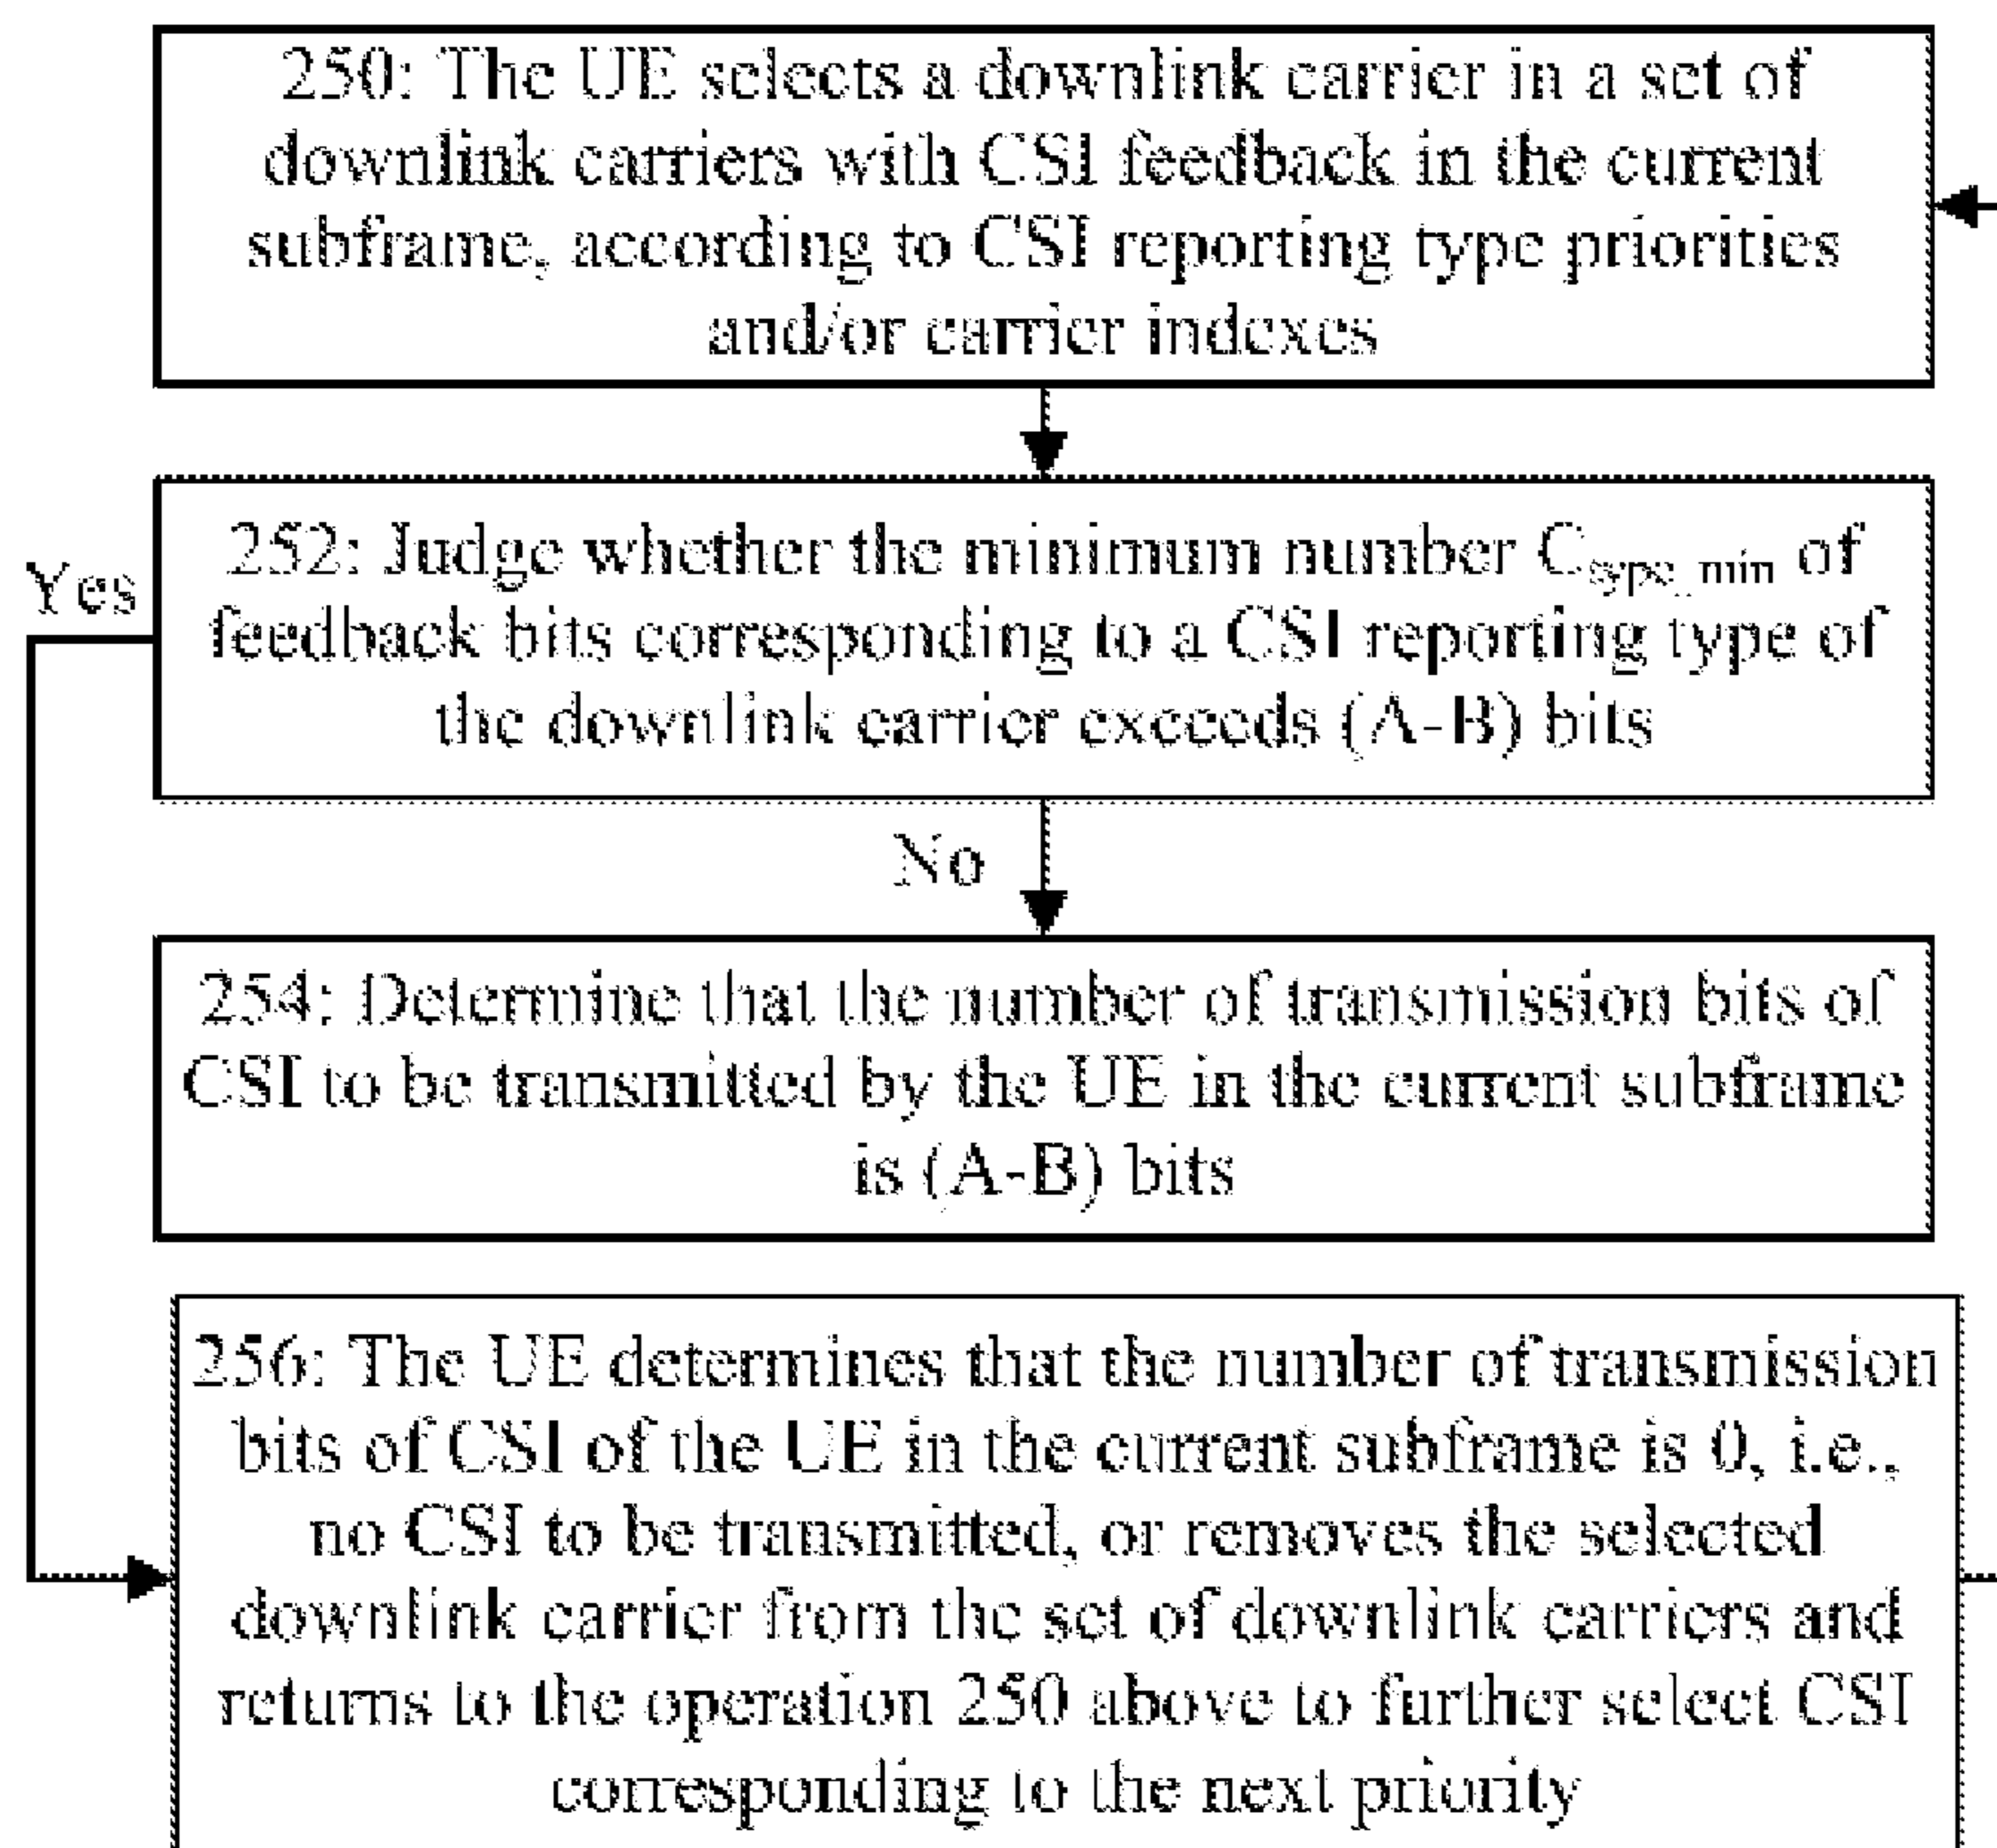 250: The UE selects a downlink carrier in a set of
downlink carriers with CSI feedback in the current
subframe, according to CSI reporting type priorities
and/or carrier indexes
252: Judge whether the minimum number C_type_min of
feedback bits corresponding to a CSI reporting type of
the downlink carrier exceeds (A-B) bits
Yes
No
254: Determine that the number of transmission bits of
CSI to be transmitted by the UE in the current subframe
is (A-B) bits
256: The UE determines that the number of transmission
bits of CSI of the UE in the current subframe is 0, i.e.,
no CSI to be transmitted, or removes the selected
downlink carrier from the set of downlink carriers and
returns to the operation 250 above to further select CSI
corresponding to the next priority